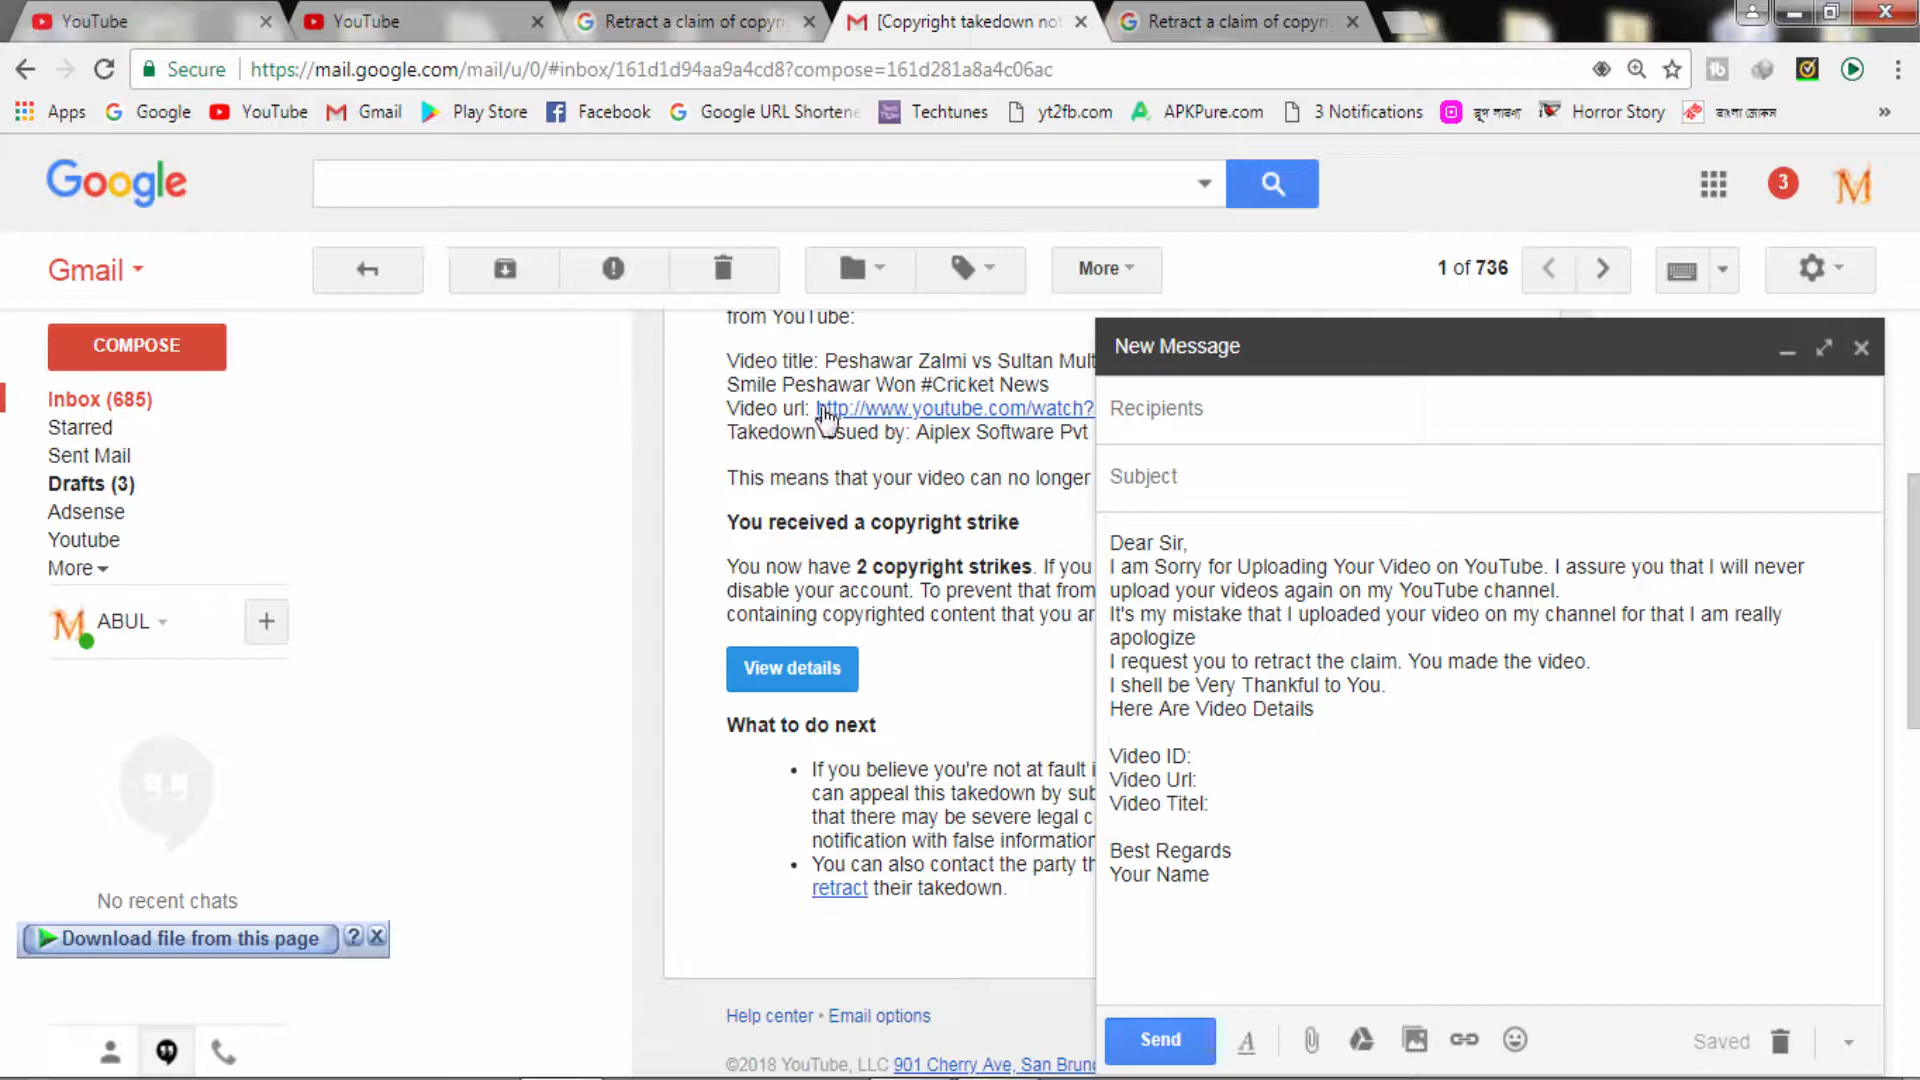 YouTube
YouTube
Retract a claim of copyri
[Copyright takedown no
Retract a claim of copyri
Secure
https://mail.google.com/mail/u/0/#inbox/161d1d94aa9a4cd8?compose=161d281a8a4c06ac
Apps
Google
YouTube
Gmail
Play Store
Facebook
Google URL Shortene
Techtunes
yt2fb.com
APKPure.com
3 Notifications
রূপ লাবণ্য
Horror Story
বাংলা জোকস
»
Google
3
Gmail
More
1 of 736
COMPOSE
Inbox (685)
Starred
Sent Mail
Drafts (3)
Adsense
Youtube
More
ABUL
No recent chats
Download file from this page
from YouTube:
Video title: Peshawar Zalmi vs Sultan Mult
Smile Peshawar Won #Cricket News
Video url: http://www.youtube.com/watch?
Takedown issued by: Aiplex Software Pvt
This means that your video can no longer
You received a copyright strike
You now have 2 copyright strikes. If you
disable your account. To prevent that from
containing copyrighted content that you ar
View details
What to do next
• If you believe you're not at fault i
can appeal this takedown by sub
that there may be severe legal c
notification with false information
• You can also contact the party th
retract their takedown.
Help center • Email options
©2018 YouTube, LLC 901 Cherry Ave, San Brun
New Message
Recipients
Subject
Dear Sir,
I am Sorry for Uploading Your Video on YouTube. I assure you that I will never
upload your videos again on my YouTube channel.
It's my mistake that I uploaded your video on my channel for that I am really
apologize
I request you to retract the claim. You made the video.
I shell be Very Thankful to You.
Here Are Video Details
Video ID:
Video Url:
Video Titel:
Best Regards
Your Name
Send
Saved